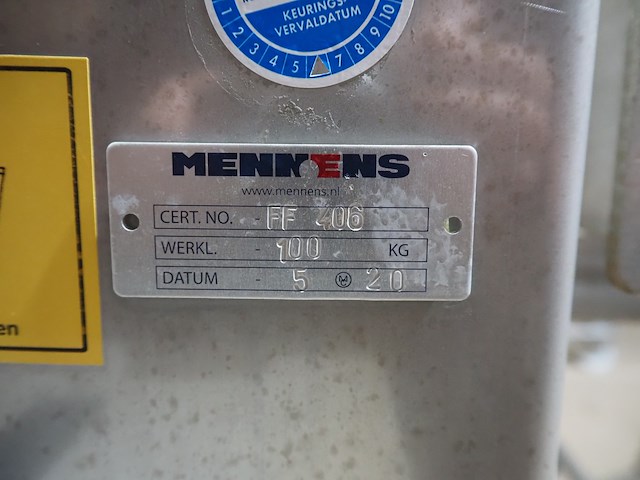 KEURINGS
VERVALDATUM
1 2 3 4 5 7 8 9 10
MENNENS
www.mennens.nl
CERT. NO. - FF 406
WERKL. - 100 KG
DATUM - 5 20
en